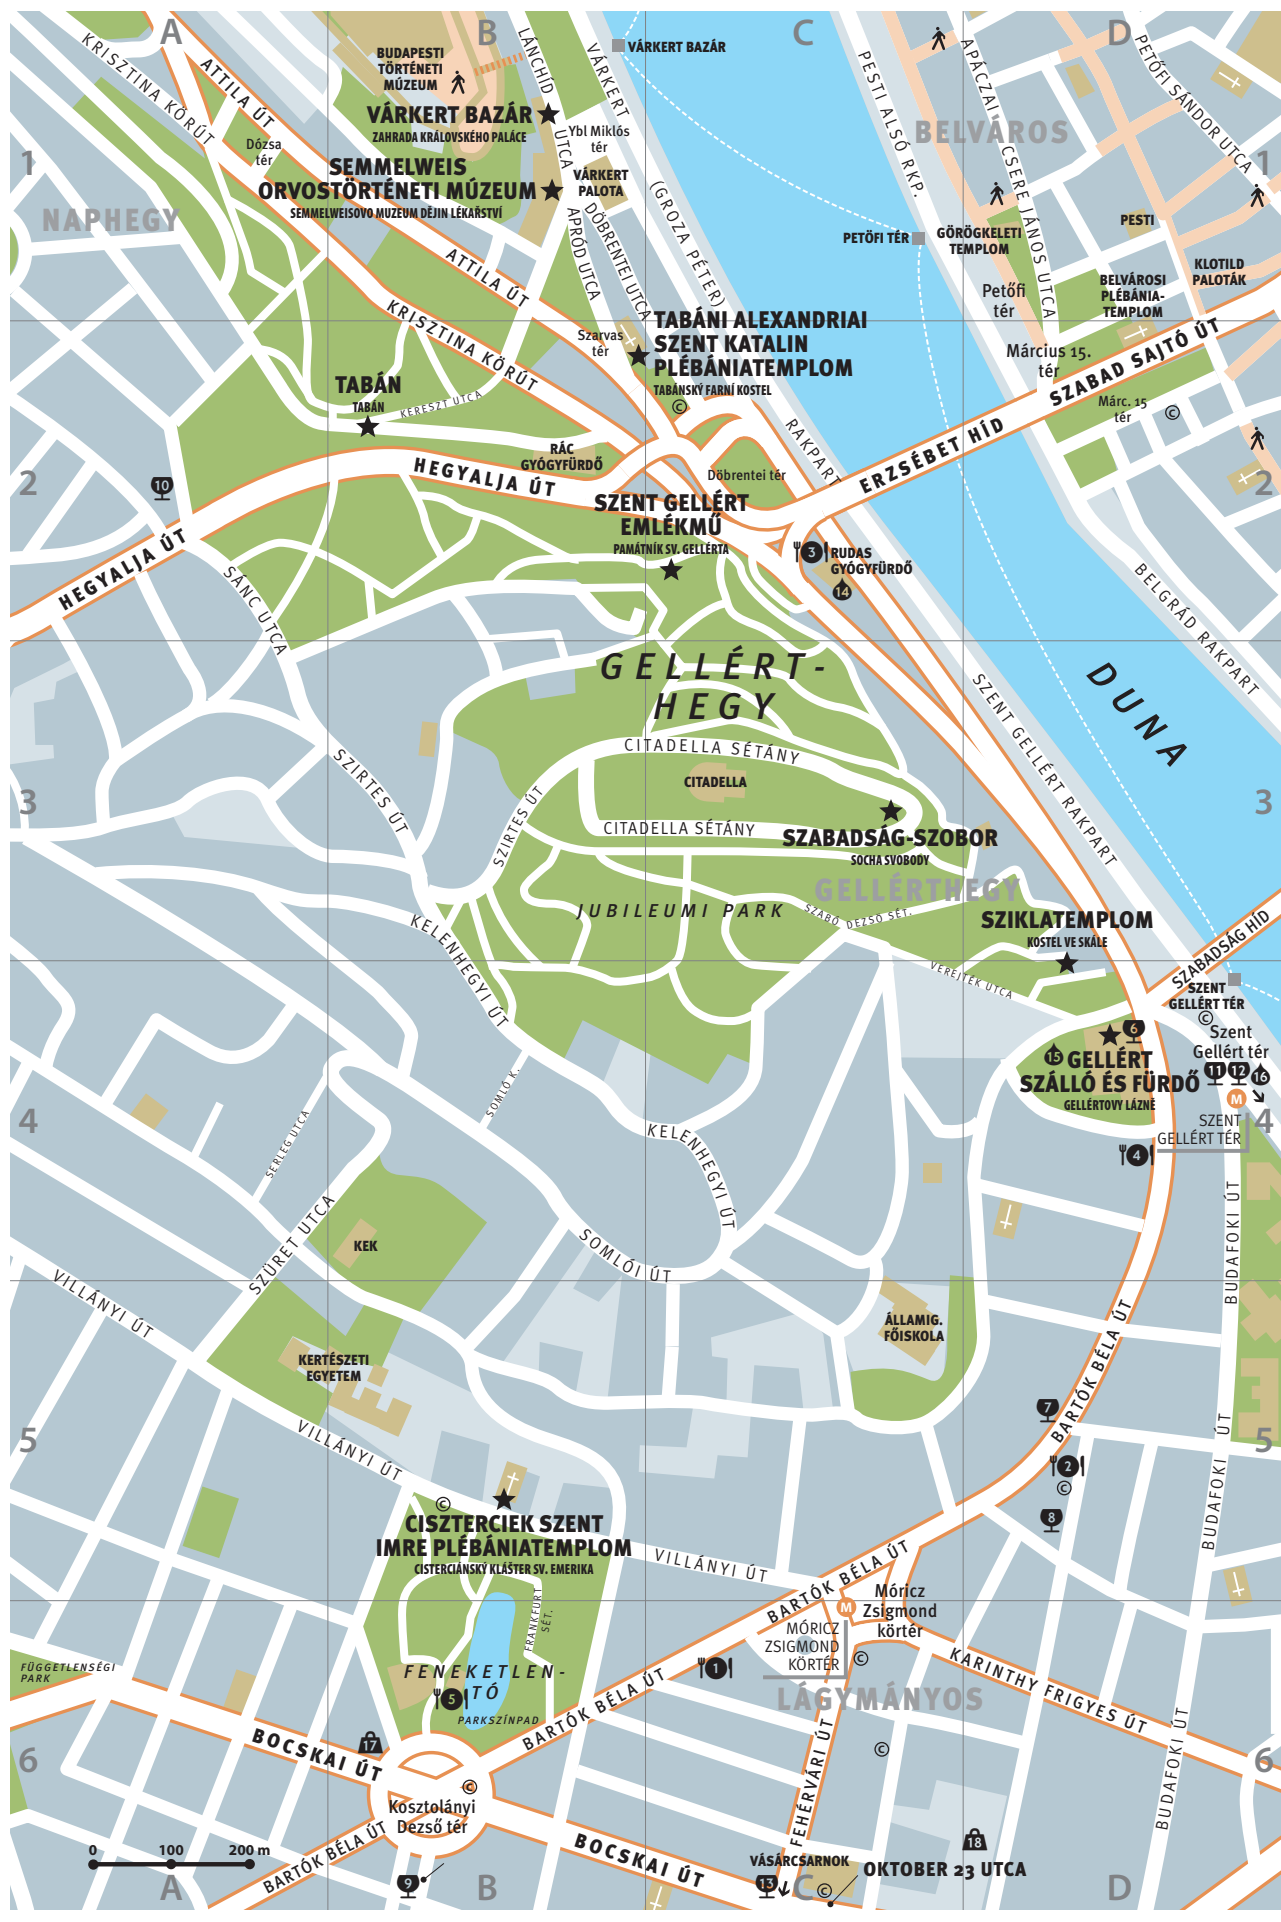 A
B
C
D
KRISZTINA KÖRÚT
ATTILA ÚT
LÁNCHÍD
UTCA
VÁRKERT
(GROZA PÉTER)
RAKPART
VÁRKERT BAZÁR
PESTI ALSÓ RKP.
APÁCZAI CSERE JÁNOS UTCA
PETŐFI SÁNDOR UTCA
BUDAPESTI
TÖRTÉNETI
MÚZEUM
VÁRKERT BAZÁR
ZAHRADA KRÁLOVSKÉHO PALÁCE
Ybl Miklós
tér
BELVÁROS
Dózsa
tér
1
1
SEMMELWEIS
ORVOSTÖRTÉNETI MÚZEUM
SEMMELWEISOVO MUZEUM DĚJIN LÉKAŘSTVÍ
VÁRKERT
PALOTA
NAPHEGY
APRÓD UTCA
DÖBRENTEI UTCA
PETŐFI TÉR
GÖRÖGKELETI
TEMPLOM
PESTI
KLOTILD
PALOTÁK
BELVÁROSI
PLÉBÁNIA-
TEMPLOM
Petőfi
tér
ATTILA ÚT
KRISZTINA KÖRÚT
Szarvas
tér
TABÁNI ALEXANDRIAI
SZENT KATALIN
PLÉBÁNIATEMPLOM
TABÁNSKÝ FARNÍ KOSTEL
Március 15.
tér
SZABAD SAJTÓ ÚT
Márc. 15
tér
TABÁN
TABÁN
KERESZT UTCA
RÁC
GYÓGYFÜRDŐ
HEGYALJA ÚT
Döbrentei tér
ERZSÉBET HÍD
2
2
10
SZENT GELLÉRT
EMLÉKMŰ
PAMÁTNÍK SV. GELLÉRTA
3
RUDAS
GYÓGYFÜRDŐ
14
HEGYALJA ÚT
SÁNC UTCA
BELGRÁD RAKPART
GELLÉRT-
HEGY
DUNA
SZENT GELLÉRT RAKPART
CITADELLA SÉTÁNY
CITADELLA
SZIRTES ÚT
SZIRTES ÚT
3
3
CITADELLA SÉTÁNY
SZABADSÁG-SZOBOR
SOCHA SVOBODY
GELLÉRTHEGY
JUBILEUMI PARK
SZABÓ DEZSŐ SÉT.
SZIKLATEMPLOM
KOSTEL VE SKÁLE
KELENHEGYI ÚT
VEREJTÉK UTCA
SZABADSÁG HÍD
SZENT
GELLÉRT TÉR
Szent
Gellért tér
6
15
GELLÉRT
SZÁLLÓ ÉS FÜRDŐ
GELLÉRTOVY LÁZNĚ
11
12
16
M
SZENT
GELLÉRT TÉR
4
4
SOMLÓ K.
SERLEG UTCA
KELENHEGYI ÚT
4
SZÜRET UTCA
KEK
SOMLÓI ÚT
BUDAFOKI ÚT
VILLÁNYI ÚT
ÁLLAMIG.
FŐISKOLA
KERTÉSZETI
EGYETEM
BARTÓK BÉLA ÚT
7
5
5
VILLÁNYI ÚT
2
BUDAFOKI ÚT
8
CISZTERCIEK SZENT
IMRE PLÉBÁNIATEMPLOM
CISTERCIÁNSKÝ KLÁŠTER SV. EMERIKA
VILLÁNYI ÚT
BARTÓK BÉLA ÚT
FRANKFURT
SÉT.
M
Móricz
Zsigmond
körtér
MÓRICZ
ZSIGMOND
KÖRTÉR
FÜGGETLENSÉGI
PARK
FENEKETLEN-
TÓ
5
PARKSZÍNPAD
1
LÁGYMÁNYOS
KARINTHY FRIGYES ÚT
BARTÓK BÉLA ÚT
BOCSKAI ÚT
17
6
6
FEHÉRVÁRI ÚT
BUDAFOKI ÚT
Kosztolányi
Dezső tér
0 100 200 m
BARTÓK BÉLA ÚT
BOCSKAI ÚT
18
VÁSÁRCSARNOK
OKTOBER 23 UTCA
9
13
A
B
C
D